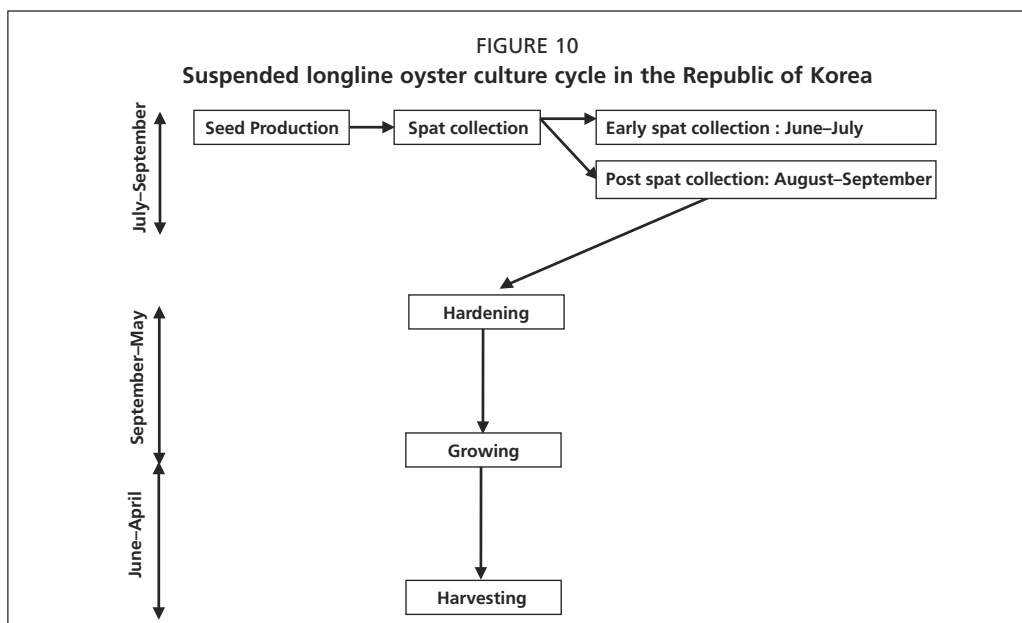 FIGURE 10
Suspended longline oyster culture cycle in the Republic of Korea
July–September
Seed Production
Spat collection
Early spat collection : June–July
Post spat collection: August–September
September–May
Hardening
Growing
June–April
Harvesting